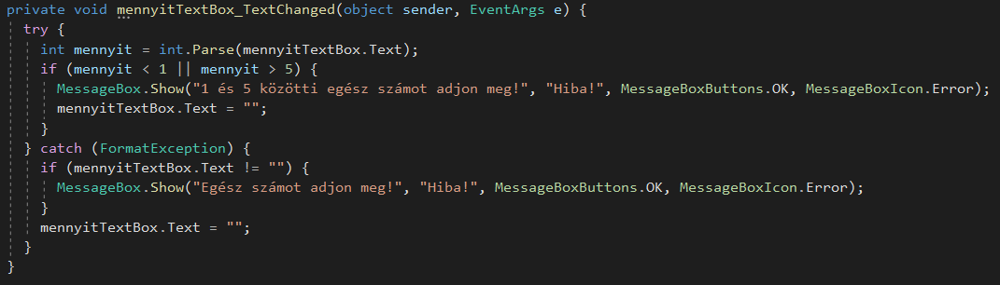 private void mennyitTextBox_TextChanged(object sender, EventArgs e) {
try {
int mennyit = int.Parse(mennyitTextBox.Text);
if (mennyit < 1 || mennyit > 5) {
MessageBox.Show("1 és 5 közötti egész számot adjon meg!", "Hiba!", MessageBoxButtons.OK, MessageBoxIcon.Error);
mennyitTextBox.Text = "";
}
} catch (FormatException) {
if (mennyitTextBox.Text != "") {
MessageBox.Show("Egész számot adjon meg!", "Hiba!", MessageBoxButtons.OK, MessageBoxIcon.Error);
}
mennyitTextBox.Text = "";
}
}